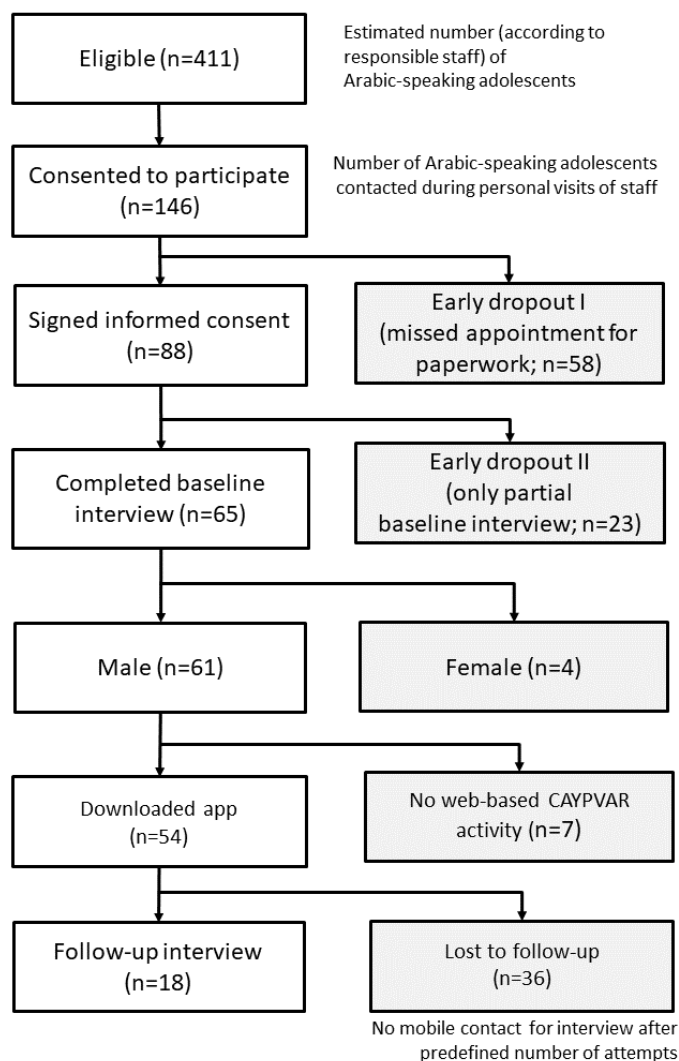 Eligible (n=411)
Estimated number (according to
responsible staff) of
Arabic-speaking adolescents
Consented to participate
(n=146)
Number of Arabic-speaking adolescents
contacted during personal visits of staff
Signed informed consent
(n=88)
Early dropout I
(missed appointment for
paperwork; n=58)
Completed baseline
interview (n=65)
Early dropout II
(only partial
baseline interview; n=23)
Male (n=61)
Female (n=4)
Downloaded app
(n=54)
No web-based CAYPVAR
activity (n=7)
Follow-up interview
(n=18)
Lost to follow-up
(n=36)
No mobile contact for interview after
predefined number of attempts